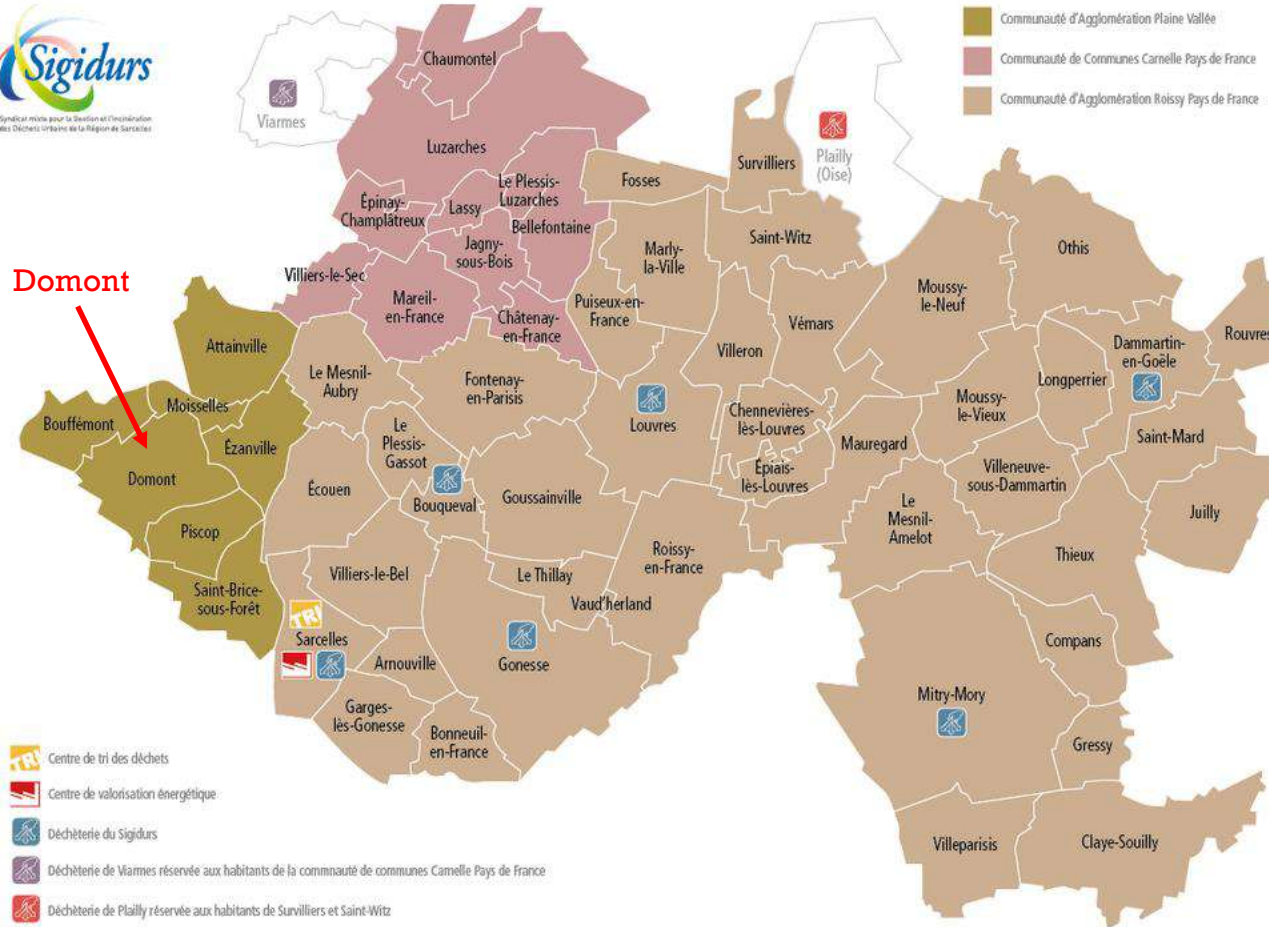 Sigidurs
Syndicat mixte pour la Gestion et l'Incinération
des Déchets Urbains de la Région de Sarcelles
Communauté d'Agglomération Plaine Vallée
Communauté de Communes Carnelle Pays de France
Communauté d'Agglomération Roissy Pays de France
Viarmes
Chaumontel
Luzarches
Plailly
(Oise)
Survilliers
Fosses
Le Plessis-
Luzarches
Lassy
Épinay-
Champlâtreux
Bellefontaine
Jagny-
sous-Bois
Marly-
la-Ville
Saint-Witz
Othis
Domont
Villiers-le-Sec
Mareil-
en-France
Châtenay-
en-France
Puiseux-en-
France
Vémars
Moussy-
le-Neuf
Rouvres
Attainville
Le Mesnil-
Aubry
Fontenay-
en-Parisis
Villeron
Longperrier
Dammartin-
en-Goële
Bouffémont
Moisselles
Ézanville
Le
Plessis-
Gassot
Louvres
Chennevières-
lès-Louvres
Mauregard
Moussy-
le-Vieux
Saint-Mard
Domont
Écouen
Bouqueval
Goussainville
Épiais-
lès-Louvres
Villeneuve-
sous-Dammartin
Le
Mesnil-
Amelot
Juilly
Piscop
Villiers-le-Bel
Le Thillay
Roissy-
en-France
Thieux
Saint-Brice-
sous-Forêt
Vaud'herland
TRI
Sarcelles
Arnouville
Gonesse
Compans
Garges-
lès-Gonesse
Bonneuil-
en-France
Mitry-Mory
Gressy
Villeparisis
Claye-Souilly
TRI
Centre de tri des déchets
Centre de valorisation énergétique
Déchèterie du Sigidurs
Déchèterie de Viarmes réservée aux habitants de la commnauté de communes Carnelle Pays de France
Déchèterie de Plailly réservée aux habitants de Survilliers et Saint-Witz